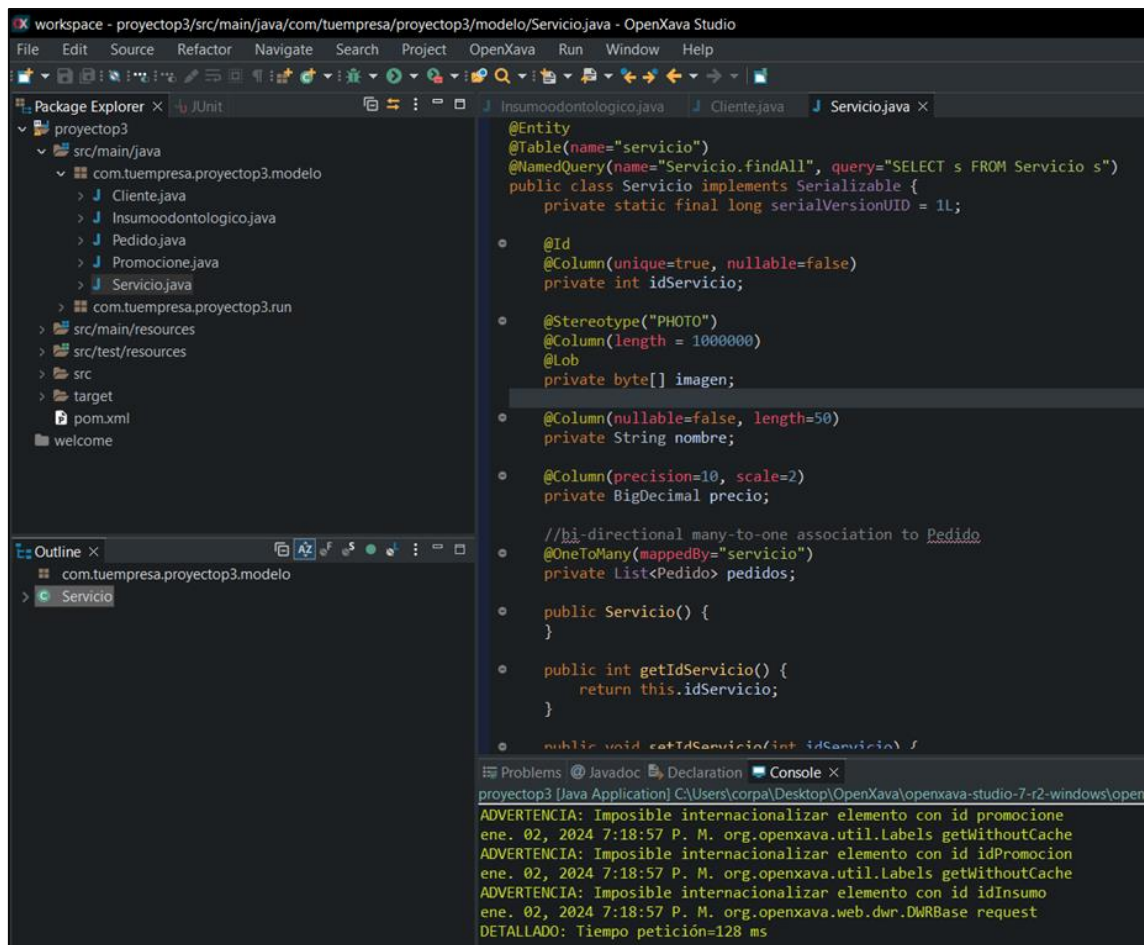 workspace - proyectop3/src/main/java/com/tuempresa/proyectop3/modelo/Servicio.java - OpenXava Studio
File Edit Source Refactor Navigate Search Project OpenXava Run Window Help
Package Explorer JUnit
proyectop3
src/main/java
com.tuempresa.proyectop3.modelo
Cliente.java
Insumoodontologico.java
Pedido.java
Promocione.java
Servicio.java
com.tuempresa.proyectop3.run
src/main/resources
src/test/resources
src
target
pom.xml
welcome
Outline
com.tuempresa.proyectop3.modelo
Servicio
Insumoodontologico.java Cliente.java Servicio.java
@Entity
@Table(name="servicio")
@NamedQuery(name="Servicio.findAll", query="SELECT s FROM Servicio s")
public class Servicio implements Serializable {
private static final long serialVersionUID = 1L;
@Id
@Column(unique=true, nullable=false)
private int idServicio;
@Stereotype("PHOTO")
@Column(length = 1000000)
@Lob
private byte[] imagen;
@Column(nullable=false, length=50)
private String nombre;
@Column(precision=10, scale=2)
private BigDecimal precio;
//bi-directional many-to-one association to Pedido
@OneToMany(mappedBy="servicio")
private List<Pedido> pedidos;
public Servicio() {
}
public int getIdServicio() {
return this.idServicio;
}
public void setIdServicio(int idServicio) {
Problems @ Javadoc Declaration Console
proyectop3 [Java Application] C:\Users\corpa\Desktop\OpenXava\openxava-studio-7-r2-windows\open
ADVERTENCIA: Imposible internacionalizar elemento con id promocione
ene. 02, 2024 7:18:57 P. M. org.openxava.util.Labels getWithoutCache
ADVERTENCIA: Imposible internacionalizar elemento con id idPromocion
ene. 02, 2024 7:18:57 P. M. org.openxava.util.Labels getWithoutCache
ADVERTENCIA: Imposible internacionalizar elemento con id idInsumo
ene. 02, 2024 7:18:57 P. M. org.openxava.web.dwr.DWRBase request
DETALLADO: Tiempo petición=128 ms